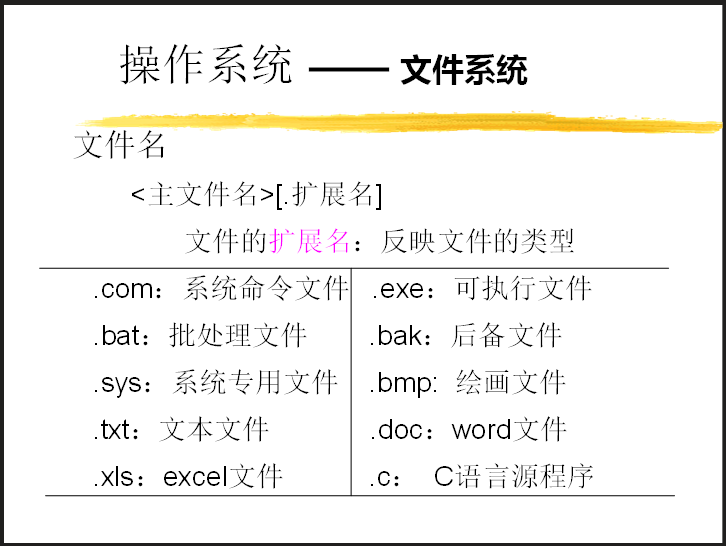 操作系统 —— 文件系统
文件名
<主文件名>[.扩展名]
文件的扩展名：反映文件的类型
.com：系统命令文件 .exe：可执行文件
.bat：批处理文件 .bak：后备文件
.sys：系统专用文件 .bmp: 绘画文件
.txt：文本文件 .doc：word文件
.xls：excel文件 .c： C语言源程序